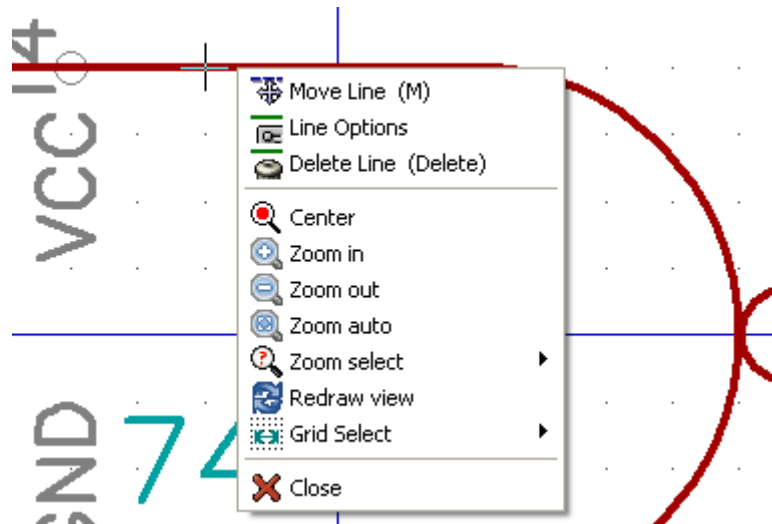 14
VCC
GND
74
Move Line (M)
Line Options
Delete Line (Delete)
Center
Zoom in
Zoom out
Zoom auto
Zoom select
Redraw view
Grid Select
Close